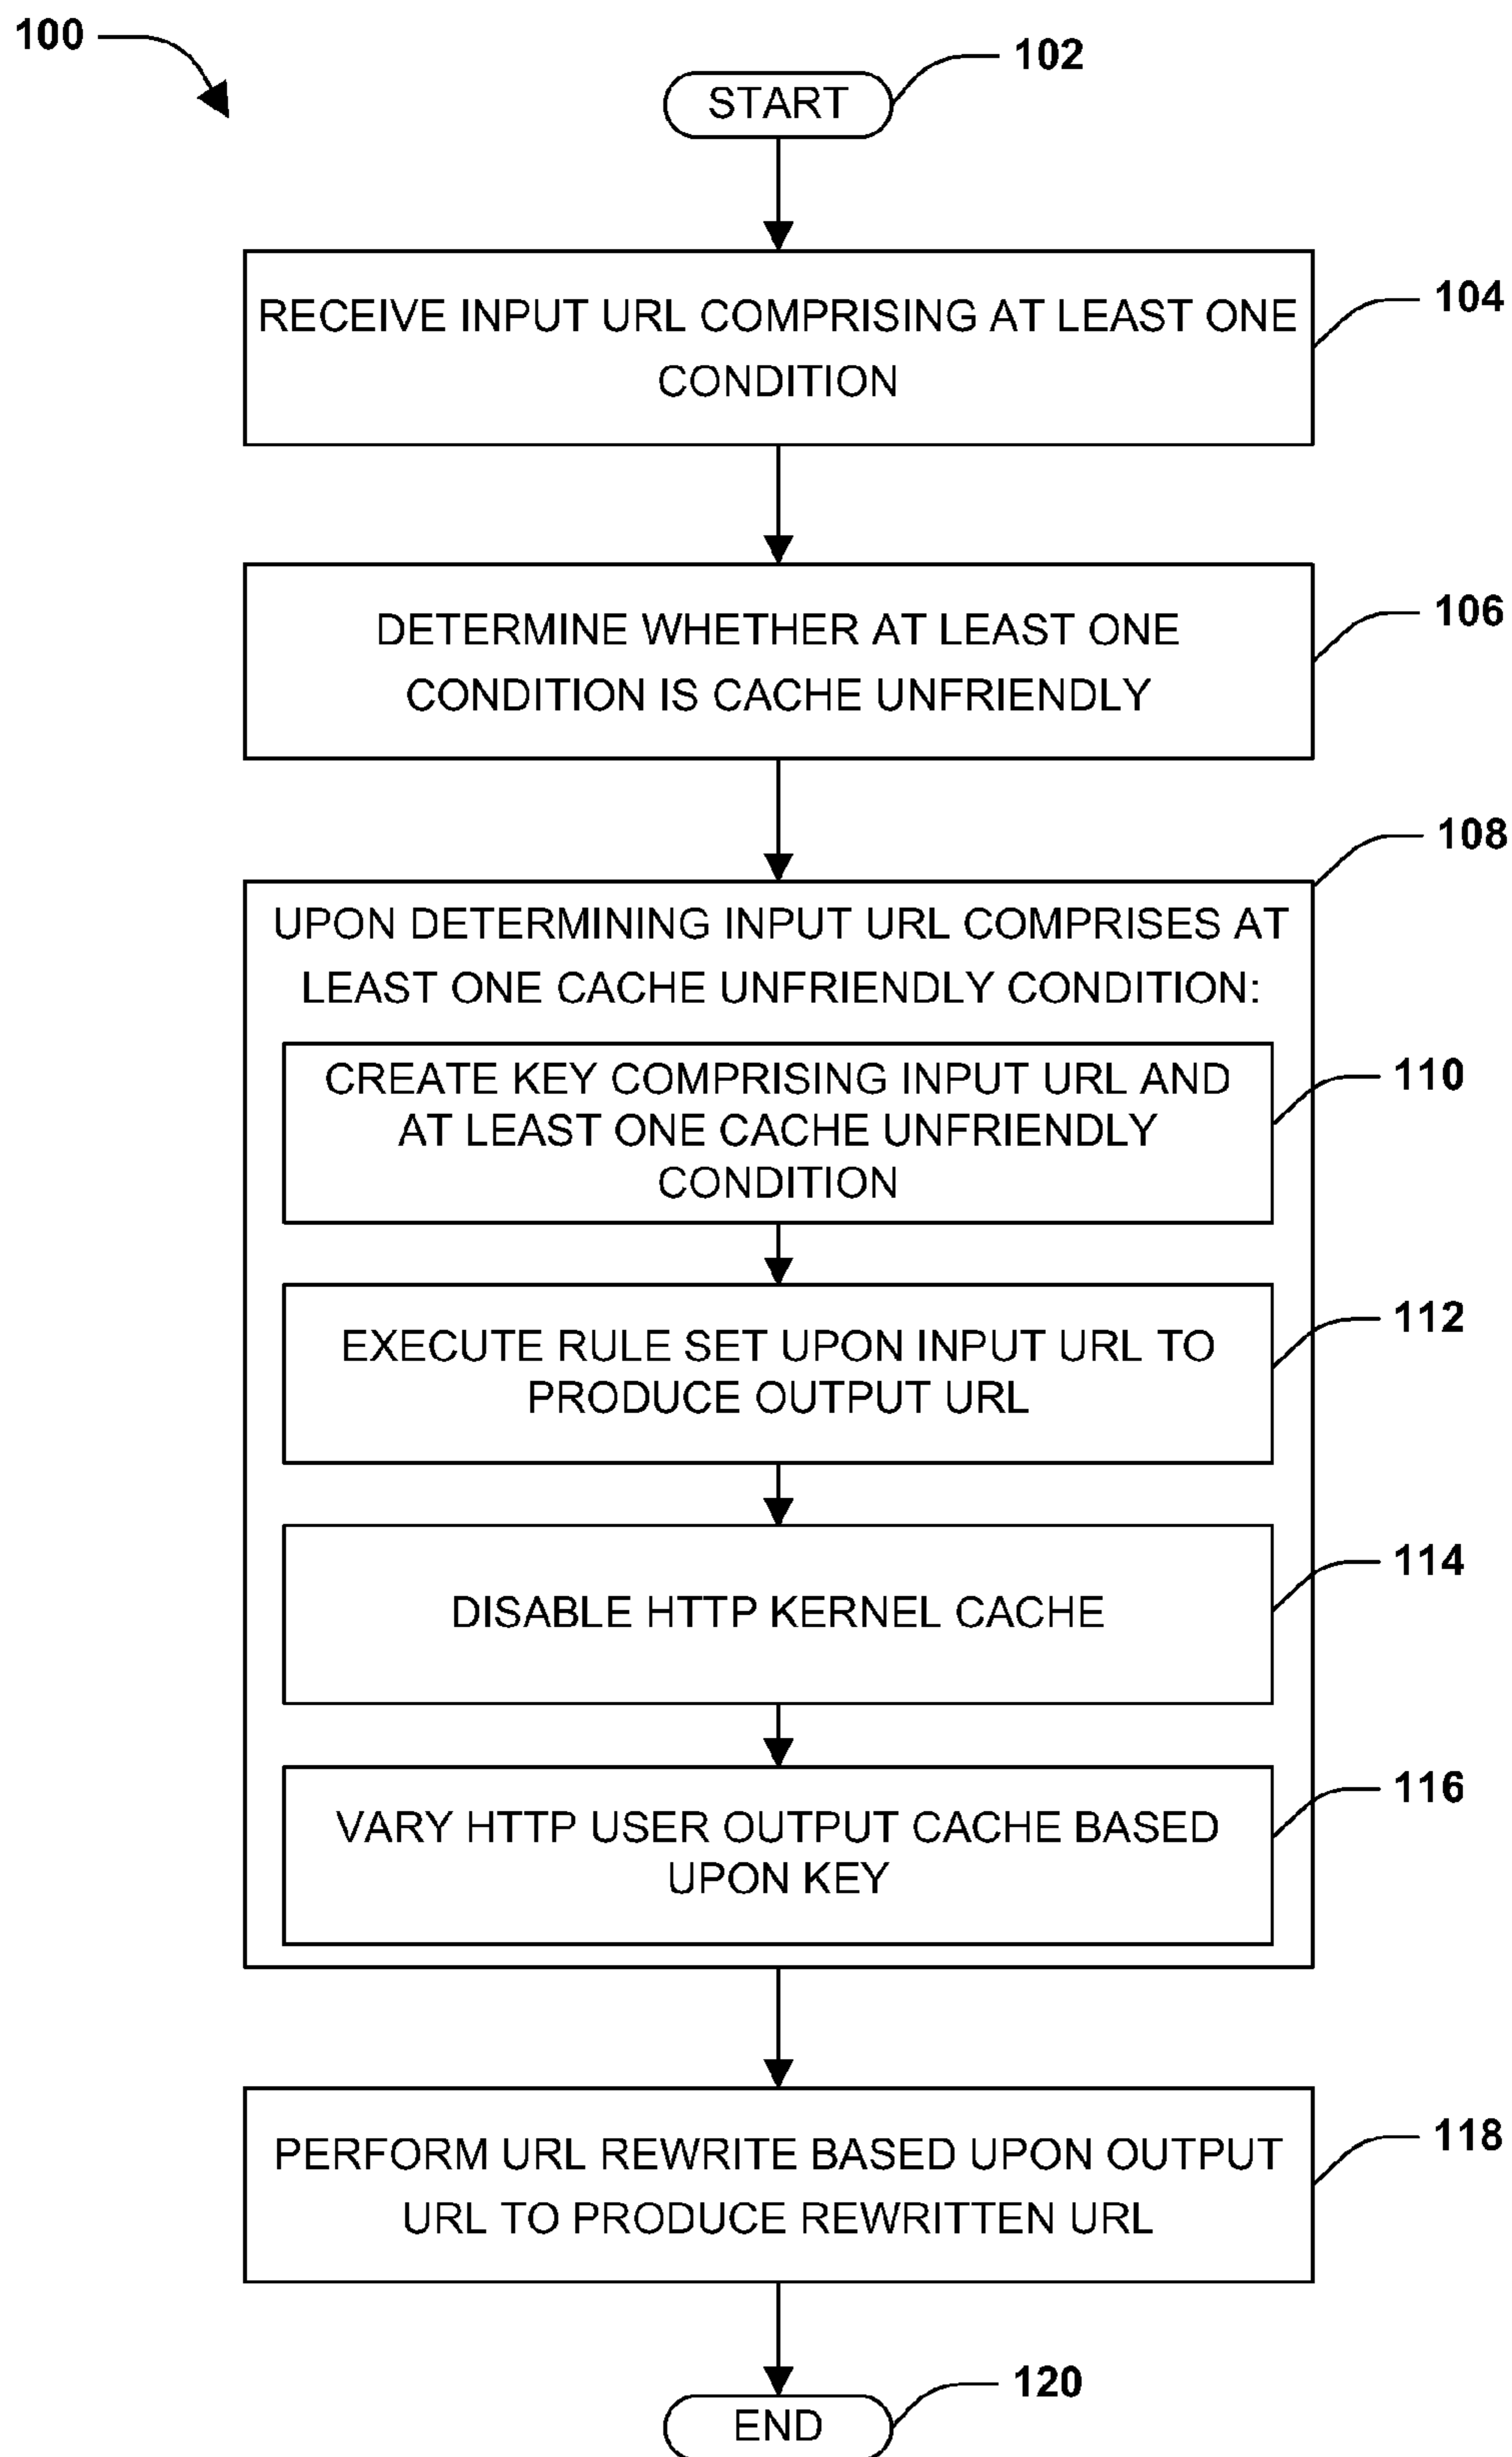 100
START
102
RECEIVE INPUT URL COMPRISING AT LEAST ONE
CONDITION
104
DETERMINE WHETHER AT LEAST ONE
CONDITION IS CACHE UNFRIENDLY
106
108
UPON DETERMINING INPUT URL COMPRISES AT
LEAST ONE CACHE UNFRIENDLY CONDITION:
CREATE KEY COMPRISING INPUT URL AND
AT LEAST ONE CACHE UNFRIENDLY
CONDITION
110
EXECUTE RULE SET UPON INPUT URL TO
PRODUCE OUTPUT URL
112
DISABLE HTTP KERNEL CACHE
114
VARY HTTP USER OUTPUT CACHE BASED
UPON KEY
116
PERFORM URL REWRITE BASED UPON OUTPUT
URL TO PRODUCE REWRITTEN URL
118
END
120